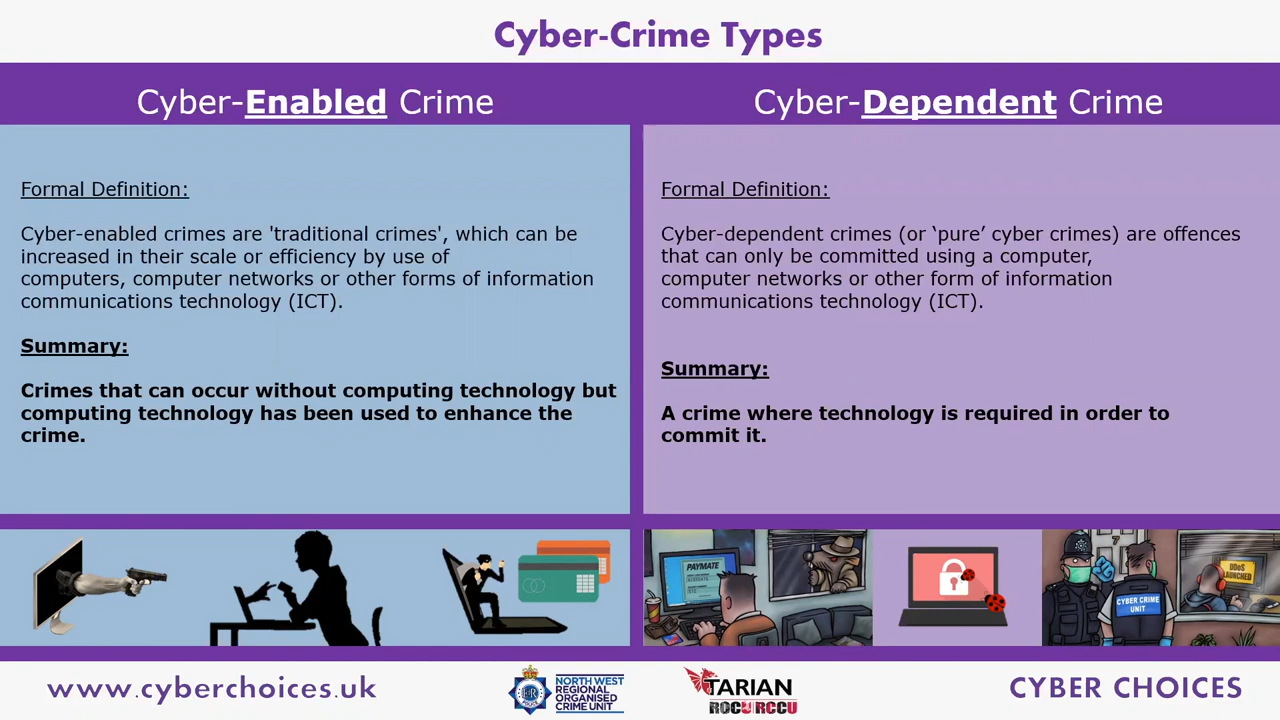 Cyber-Crime Types
Cyber-Enabled Crime
Formal Definition:
Cyber-enabled crimes are 'traditional crimes', which can be
increased in their scale or efficiency by use of
computers, computer networks or other forms of information
communications technology (ICT).
Summary:
Crimes that can occur without computing technology but
computing technology has been used to enhance the
crime.
Cyber-Dependent Crime
Formal Definition:
Cyber-dependent crimes (or ‘pure’ cyber crimes) are offences
that can only be committed using a computer,
computer networks or other form of information
communications technology (ICT).
Summary:
A crime where technology is required in order to
commit it.
PAYMATE
7
CYBER CRIME
UNIT
DDoS
LAUNCHED
www.cyberchoices.uk
NORTH WEST
REGIONAL
ORGANISED
CRIME UNIT
TARIAN
ROCU RCCU
CYBER CHOICES